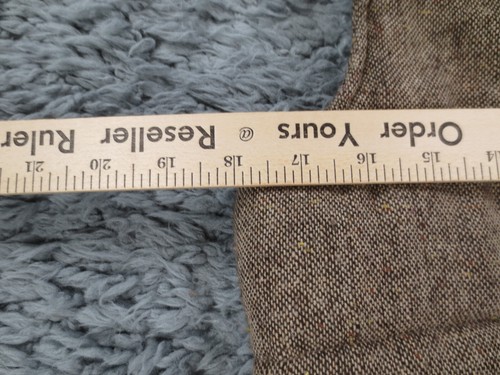 Order Yours @ Reseller Ruler
14 15 16 17 18 19 20 21